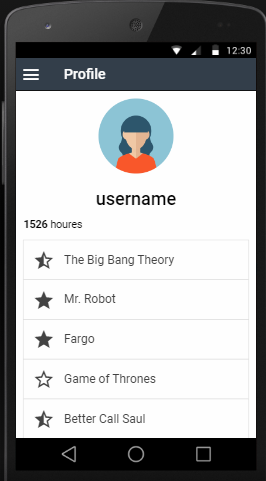 12:30
Profile
username
1526 houres
The Big Bang Theory
Mr. Robot
Fargo
Game of Thrones
Better Call Saul